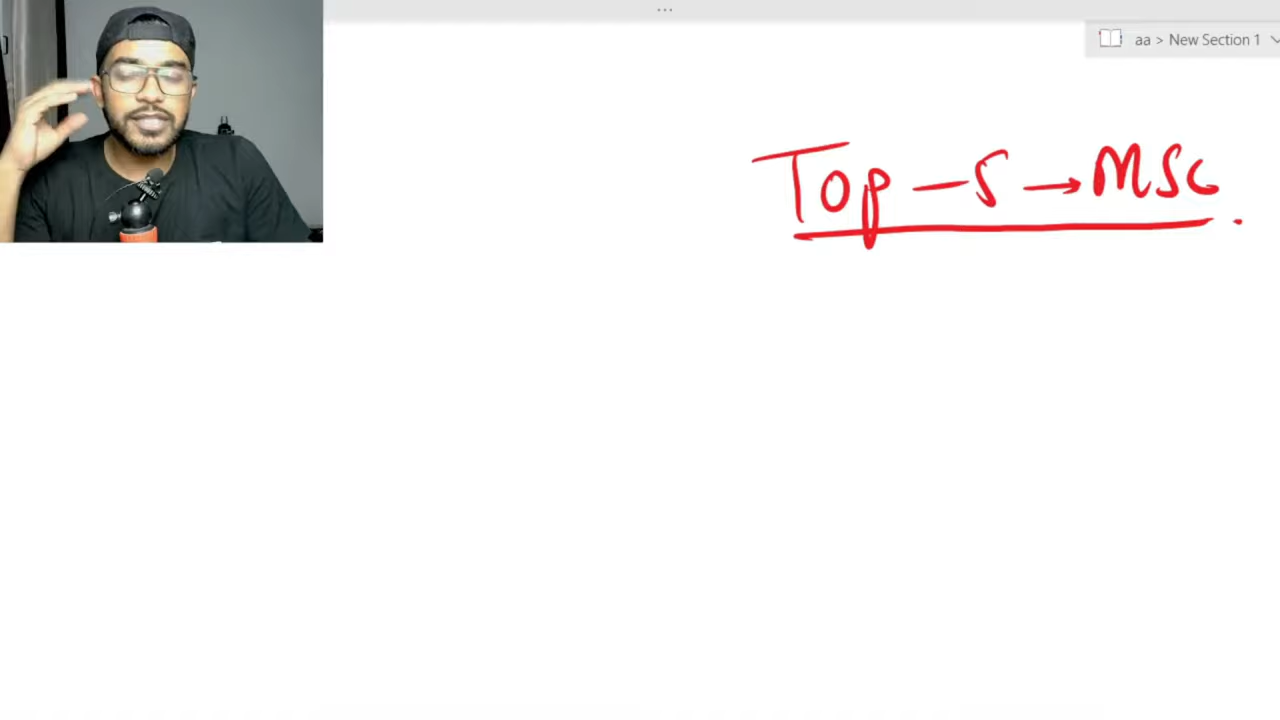 aa > New Section 1
Top - 5 → MSC